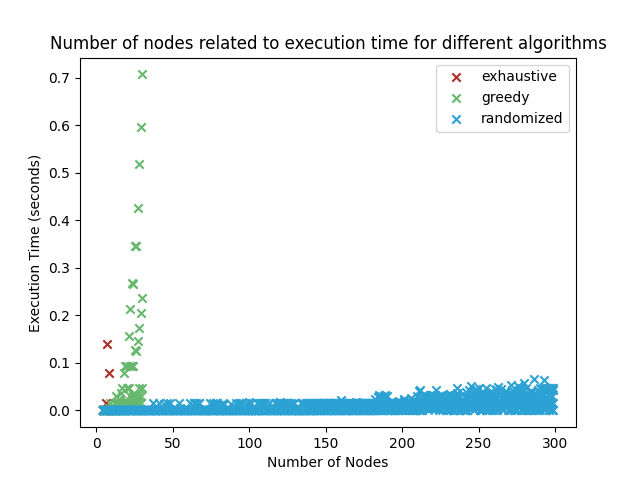 Number of nodes related to execution time for different algorithms
exhaustive
greedy
randomized
Execution Time (seconds)
0.7
0.6
0.5
0.4
0.3
0.2
0.1
0.0
0 50 100 150 200 250 300
Number of Nodes